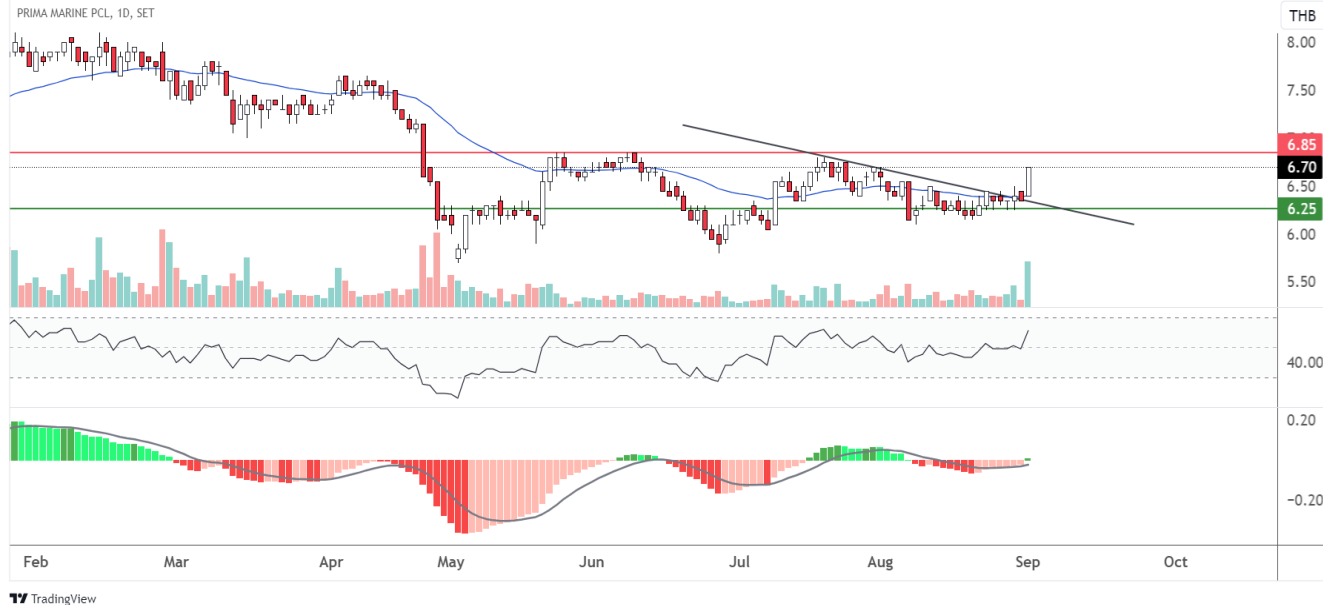 PRIMA MARINE PCL, 1D, SET
THB
8.00
7.50
6.85
6.70
6.50
6.25
6.00
5.50
40.00
0.20
−0.20
Feb Mar Apr May Jun Jul Aug Sep Oct
TradingView